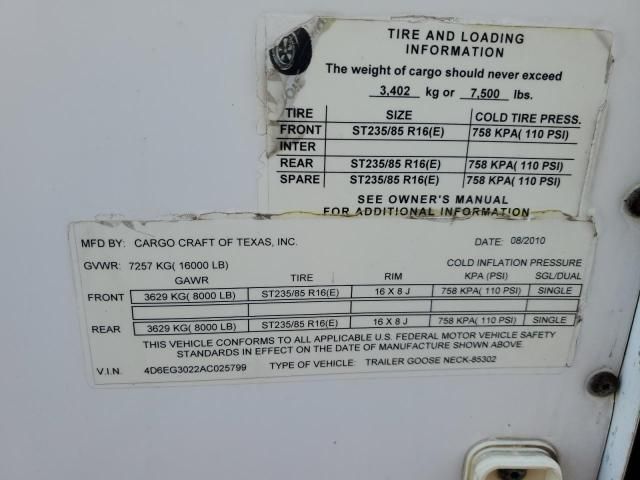 TIRE AND LOADING
INFORMATION
The weight of cargo should never exceed
3,402 kg or 7,500 lbs.
TIRE SIZE COLD TIRE PRESS.
FRONT ST235/85 R16(E) 758 KPA( 110 PSI)
INTER
REAR ST235/85 R16(E) 758 KPA( 110 PSI)
SPARE ST235/85 R16(E) 758 KPA( 110 PSI)
SEE OWNER'S MANUAL
FOR ADDITIONAL INFORMATION
MFD BY: CARGO CRAFT OF TEXAS, INC. DATE: 08/2010
GVWR: 7257 KG( 16000 LB) COLD INFLATION PRESSURE
GAWR TIRE RIM KPA (PSI) SGL/DUAL
FRONT 3629 KG( 8000 LB) ST235/85 R16(E) 16 X 8 J 758 KPA( 110 PSI) SINGLE
REAR 3629 KG( 8000 LB) ST235/85 R16(E) 16 X 8 J 758 KPA( 110 PSI) SINGLE
THIS VEHICLE CONFORMS TO ALL APPLICABLE U.S. FEDERAL MOTOR VEHICLE SAFETY
STANDARDS IN EFFECT ON THE DATE OF MANUFACTURE SHOWN ABOVE.
V.I.N. 4D6EG3022AC025799 TYPE OF VEHICLE: TRAILER GOOSE NECK-85302